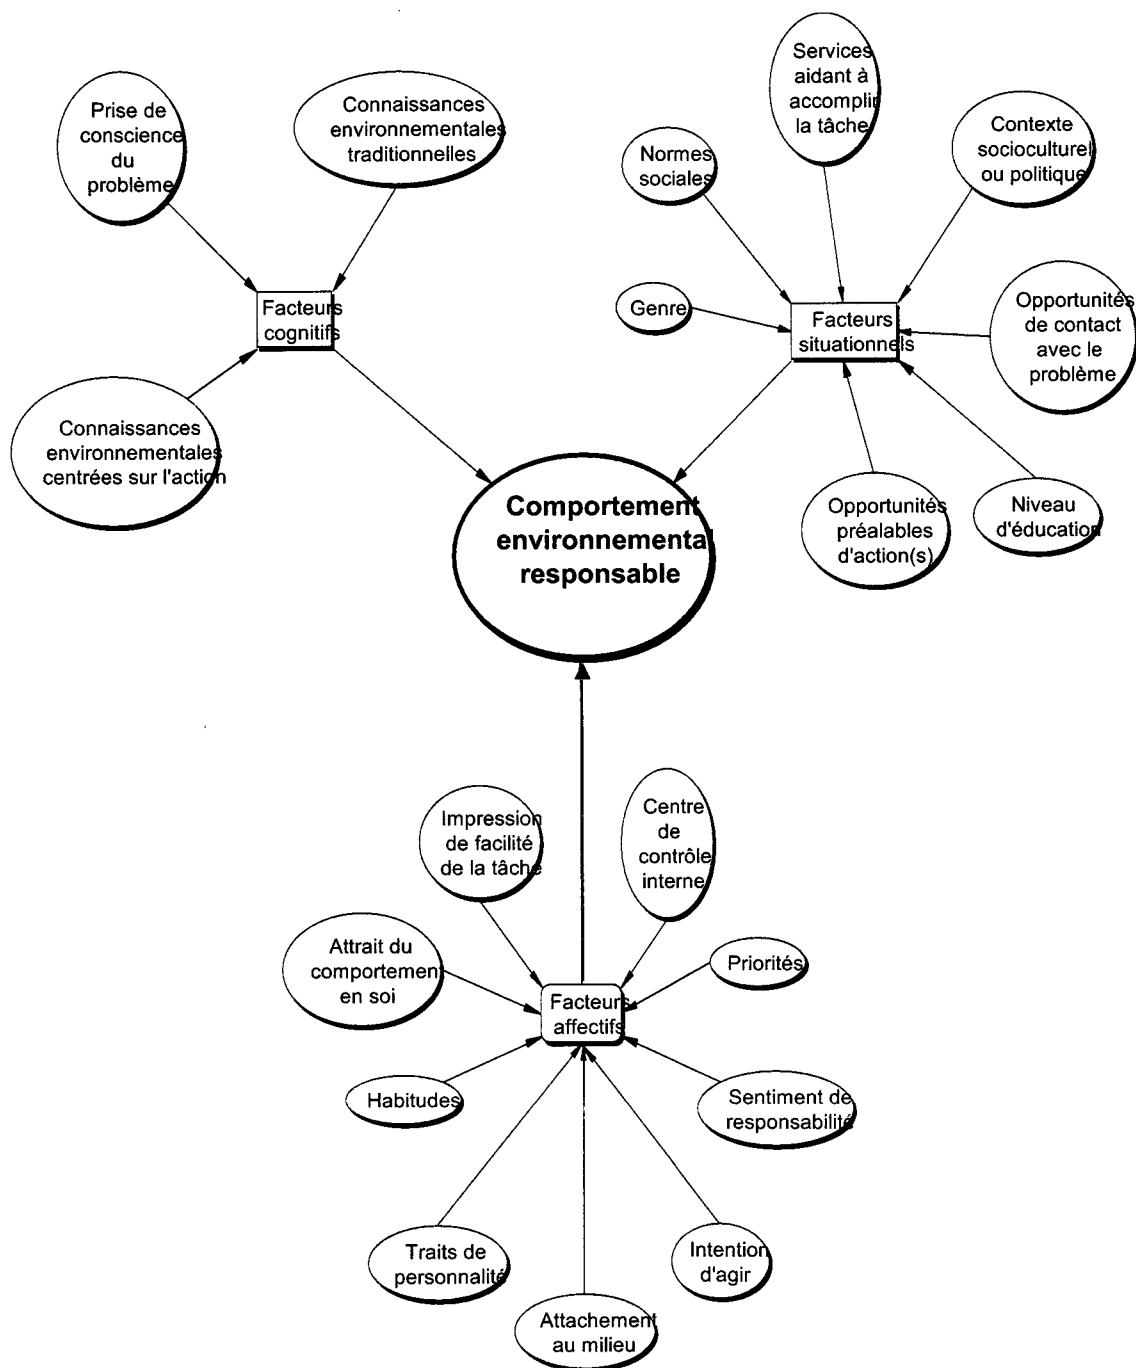 Prise de
conscience
du
problème
Connaissances
environnementales
traditionnelles
Facteurs
cognitifs
Connaissances
environnementales
centrées sur l'action
Services
aidant à
accomplir
la tâche
Normes
sociales
Contexte
socioculturel
ou politique
Genre
Facteurs
situationnels
Opportunités
de contact
avec le
problème
Opportunités
préalables
d'action(s)
Niveau
d'éducation
Comportement
environnemental
responsable
Impression
de facilité
de la tâche
Centre
de
contrôle
interne
Attrait du
comportement
en soi
Priorités
Facteurs
affectifs
Habitudes
Sentiment de
responsabilité
Traits de
personnalité
Intention
d'agir
Attachement
au milieu